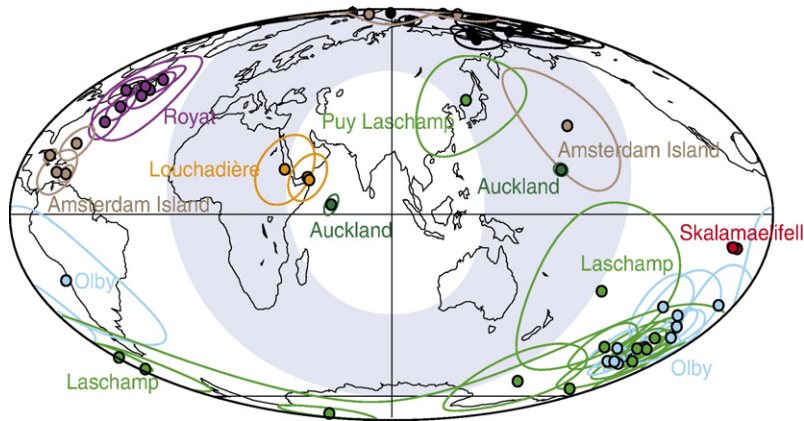 Royat
Puy Laschamp
Amsterdam Island
Louchadière
Auckland
Amsterdam Island
Auckland
Skalamaelifell
Laschamp
Olby
Laschamp
Olby